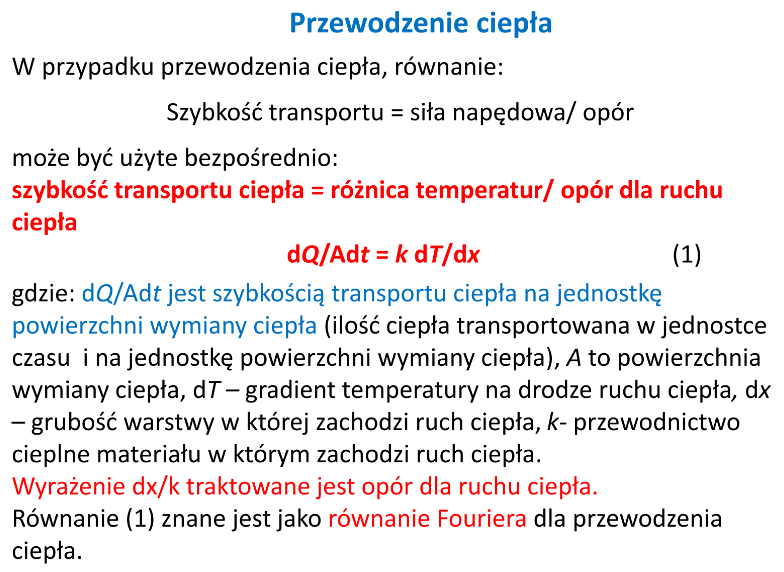 Przewodzenie ciepła
W przypadku przewodzenia ciepła, równanie:
Szybkość transportu = siła napędowa/ opór
może być użyte bezpośrednio:
szybkość transportu ciepła = różnica temperatur/ opór dla ruchu
ciepła
dQ/Adt = k dT/dx (1)
gdzie: dQ/Adt jest szybkością transportu ciepła na jednostkę
powierzchni wymiany ciepła (ilość ciepła transportowana w jednostce
czasu  i na jednostkę powierzchni wymiany ciepła), A to powierzchnia
wymiany ciepła, dT – gradient temperatury na drodze ruchu ciepła, dx
– grubość warstwy w której zachodzi ruch ciepła, k- przewodnictwo
cieplne materiału w którym zachodzi ruch ciepła.
Wyrażenie dx/k traktowane jest opór dla ruchu ciepła.
Równanie (1) znane jest jako równanie Fouriera dla przewodzenia
ciepła.